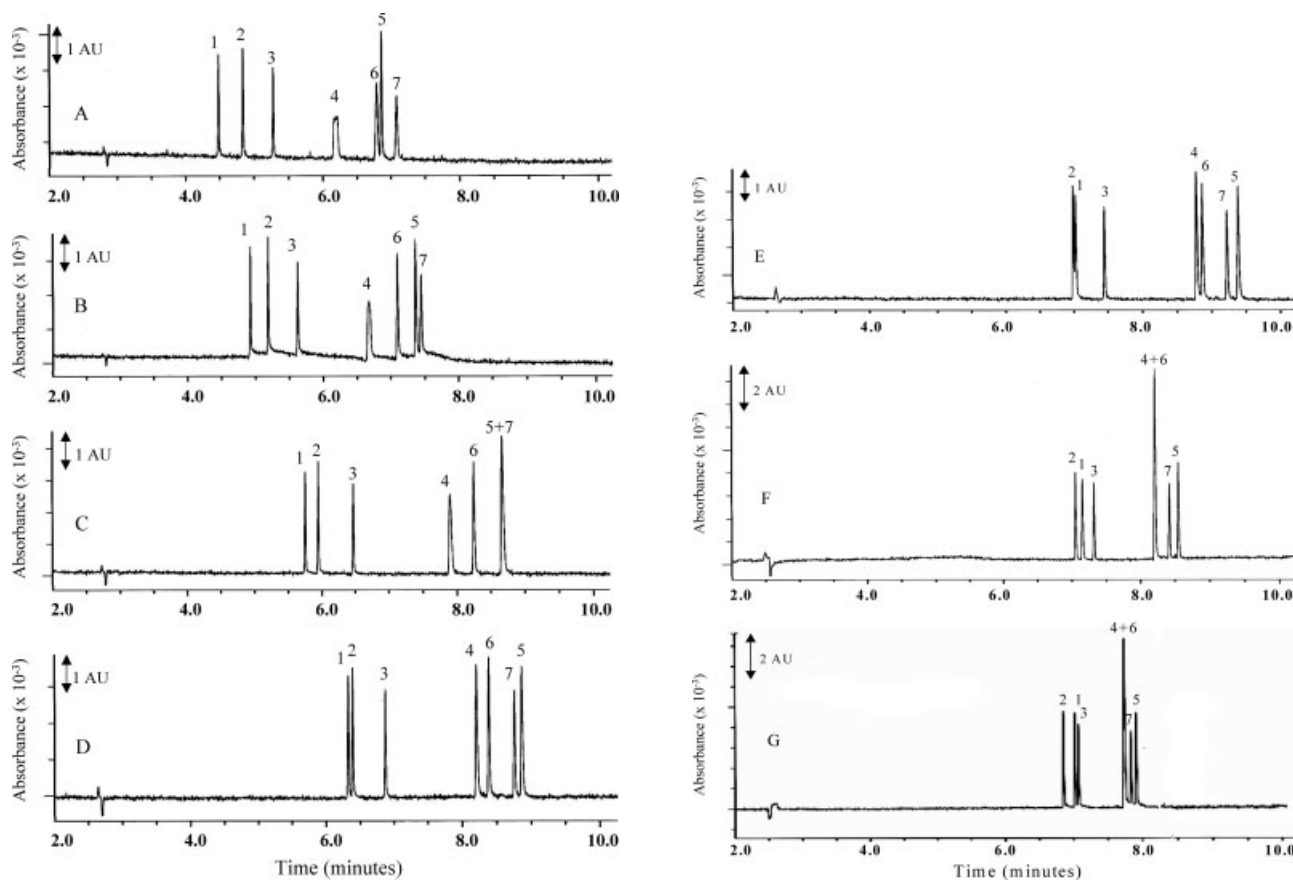 Absorbance (x 10⁻³)
1 AU
A
1 2 3 4 6 5 7
2.0 4.0 6.0 8.0 10.0
Absorbance (x 10⁻³)
1 AU
B
1 2 3 4 6 5 7
2.0 4.0 6.0 8.0 10.0
Absorbance (x 10⁻³)
1 AU
C
1 2 3 4 6 5+7
2.0 4.0 6.0 8.0 10.0
Absorbance (x 10⁻³)
1 AU
D
1 2 3 4 6 7 5
2.0 4.0 6.0 8.0 10.0
Time (minutes)
Absorbance (x 10⁻³)
1 AU
E
2 1 3 4 6 7 5
2.0 4.0 6.0 8.0 10.0
Absorbance (x 10⁻³)
2 AU
F
2 1 3 4+6 7 5
2.0 4.0 6.0 8.0 10.0
Absorbance (x 10⁻³)
2 AU
G
2 1 3 4+6 7 5
2.0 4.0 6.0 8.0 10.0
Time (minutes)